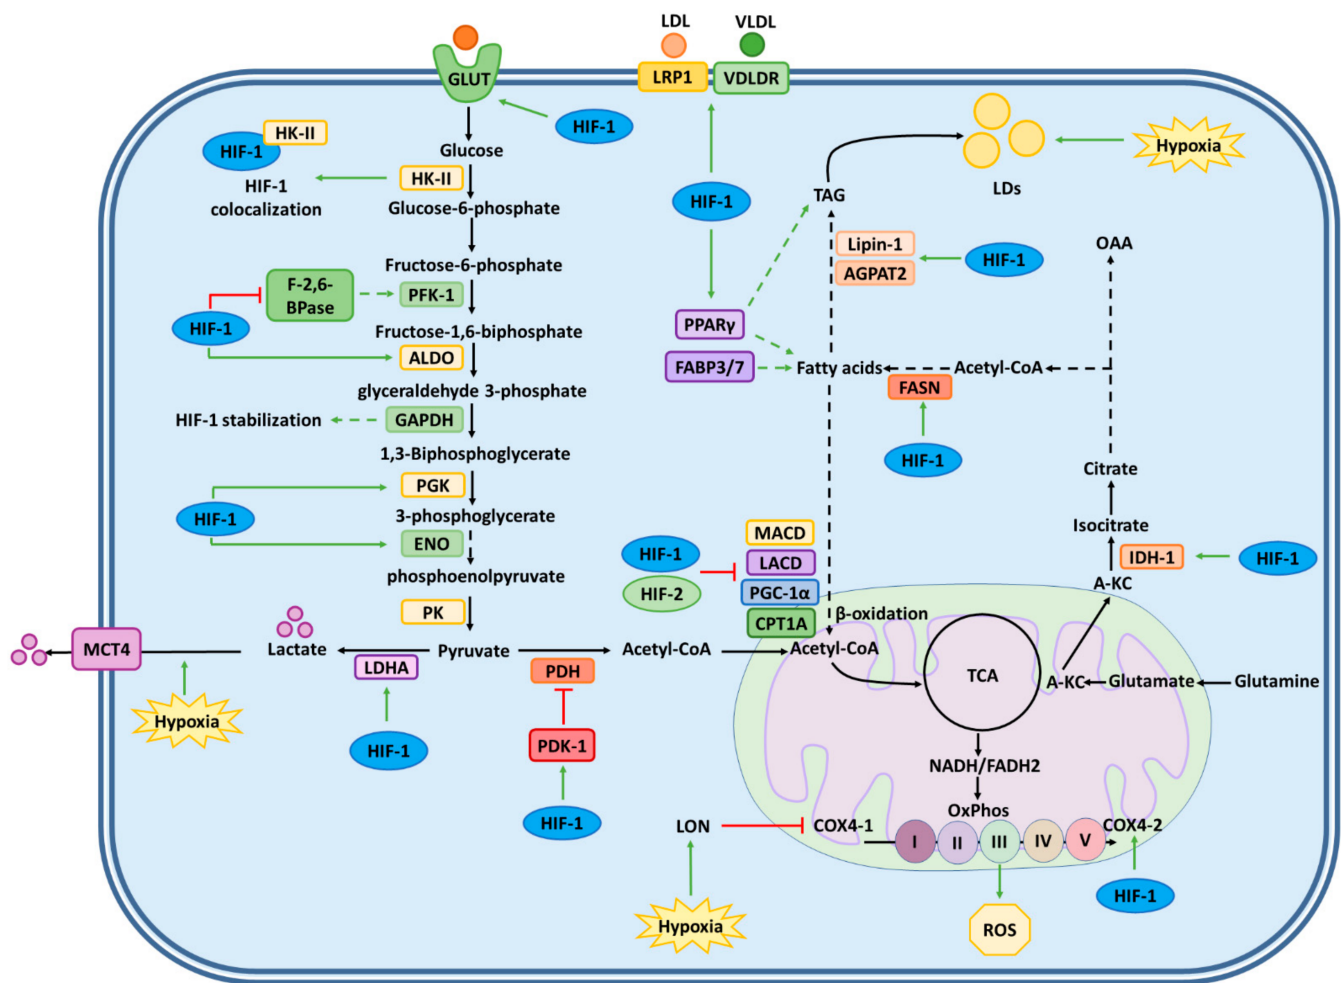 LDL
VLDL
GLUT
LRP1
VDLDR
HIF-1
HK-II
HIF-1
Glucose
HK-II
HIF-1
colocalization
Glucose-6-phosphate
HIF-1
TAG
LDs
Hypoxia
Fructose-6-phosphate
F-2,6-
BPase
PFK-1
HIF-1
Fructose-1,6-biphosphate
ALDO
Lipin-1
AGPAT2
HIF-1
OAA
PPARγ
FABP3/7
Fatty acids
Acetyl-CoA
FASN
HIF-1
glyceraldehyde 3-phosphate
HIF-1 stabilization
GAPDH
1,3-Biphosphoglycerate
PGK
HIF-1
3-phosphoglycerate
ENO
phosphoenolpyruvate
PK
Citrate
Isocitrate
IDH-1
HIF-1
A-KC
HIF-1
HIF-2
MACD
LACD
PGC-1α
CPT1A
β-oxidation
MCT4
Lactate
Pyruvate
Acetyl-CoA
Acetyl-CoA
LDHA
PDH
TCA
A-KC
Glutamate
Glutamine
Hypoxia
HIF-1
PDK-1
HIF-1
NADH/FADH2
OxPhos
LON
COX4-1
I
II
III
IV
V
COX4-2
Hypoxia
ROS
HIF-1